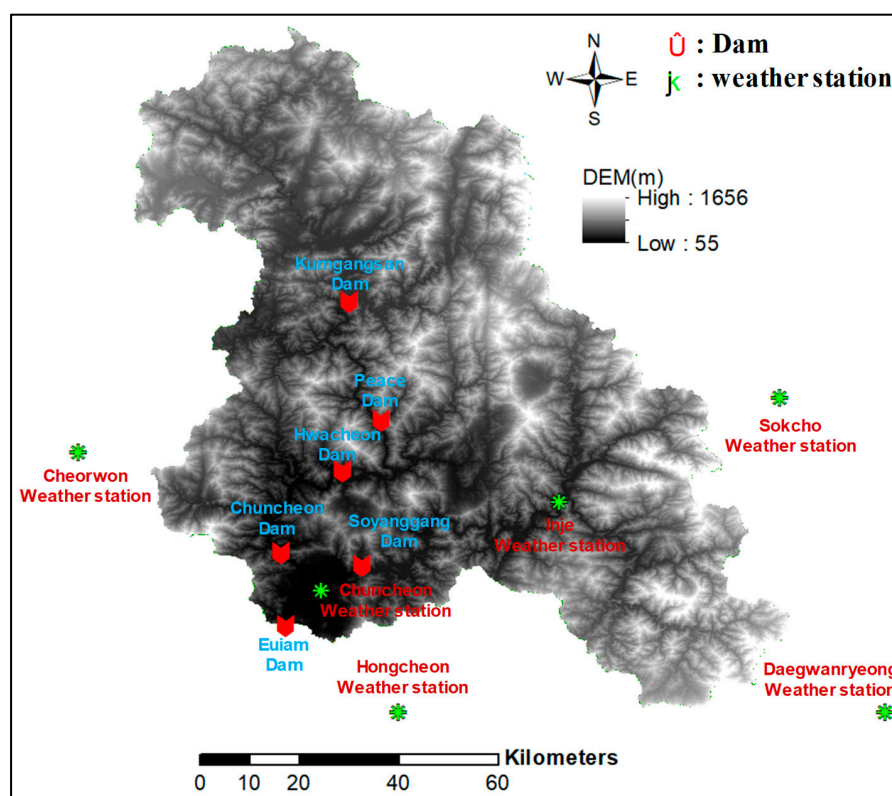 N
W E
S
Û : Dam
jk : weather station
DEM(m)
High : 1656
Low : 55
Kumgangsan
Dam
Peace
Dam
Hwacheon
Dam
Sokcho
Weather station
Cheorwon
Weather station
Chuncheon
Dam
Soyanggang
Dam
Inje
Weather station
Chuncheon
Weather station
Euiam
Dam
Hongcheon
Weather station
Daegwanryeong
Weather station
Kilometers
0 10 20 40 60